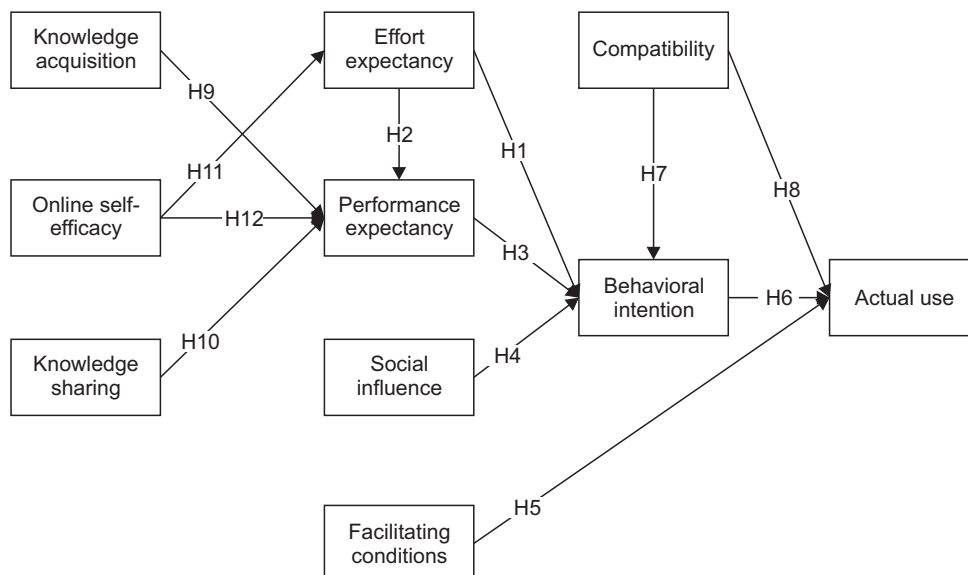 Knowledge
acquisition
Effort
expectancy
Compatibility
H9
H2
H1
H11
H7
H8
Online self-
efficacy
H12
Performance
expectancy
H3
Behavioral
intention
H6
Actual use
H10
H4
Knowledge
sharing
Social
influence
H5
Facilitating
conditions